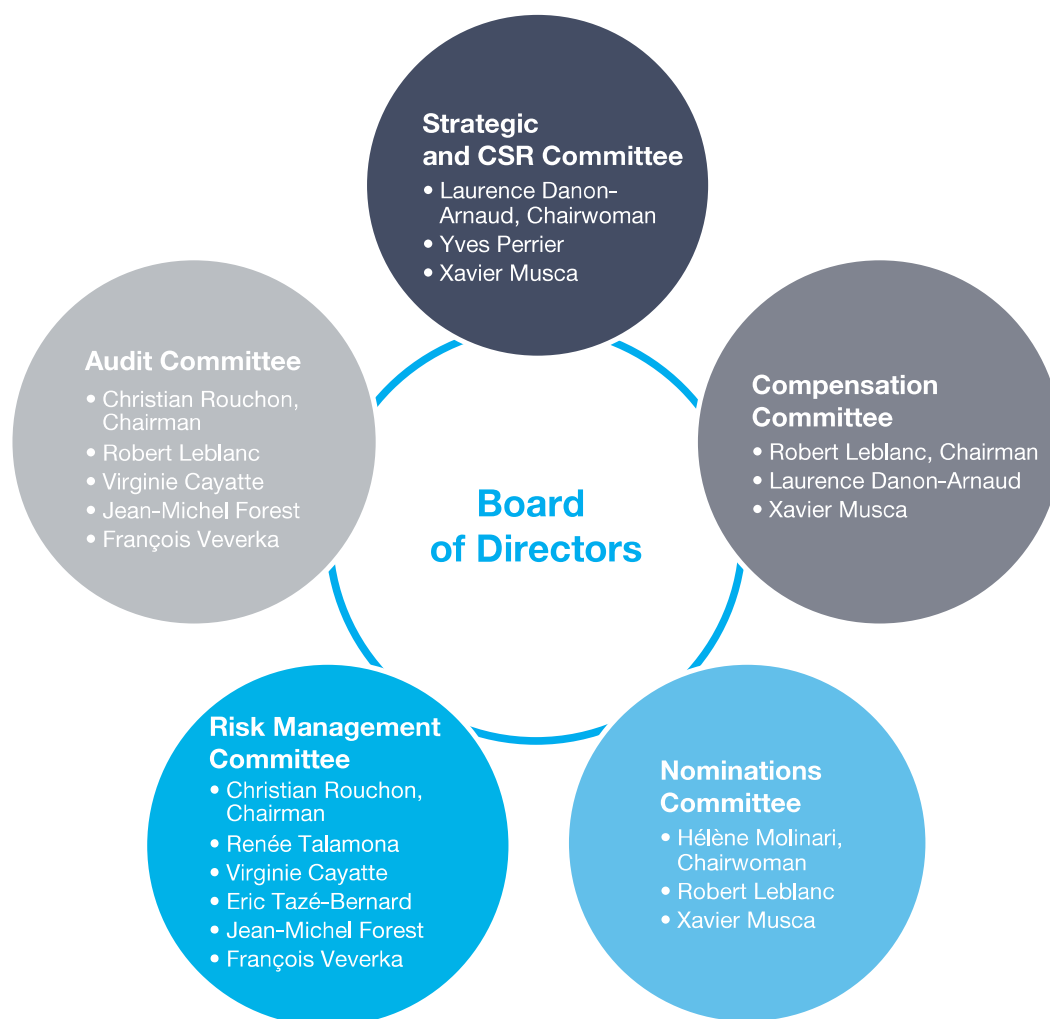 Strategic
and CSR Committee
• Laurence Danon-
Arnaud, Chairwoman
• Yves Perrier
• Xavier Musca
Audit Committee
• Christian Rouchon,
Chairman
• Robert Leblanc
• Virginie Cayatte
• Jean-Michel Forest
• François Veverka
Compensation
Committee
• Robert Leblanc, Chairman
• Laurence Danon-Arnaud
• Xavier Musca
Board
of Directors
Risk Management
Committee
• Christian Rouchon,
Chairman
• Renée Talamona
• Virginie Cayatte
• Eric Tazé-Bernard
• Jean-Michel Forest
• François Veverka
Nominations
Committee
• Hélène Molinari,
Chairwoman
• Robert Leblanc
• Xavier Musca